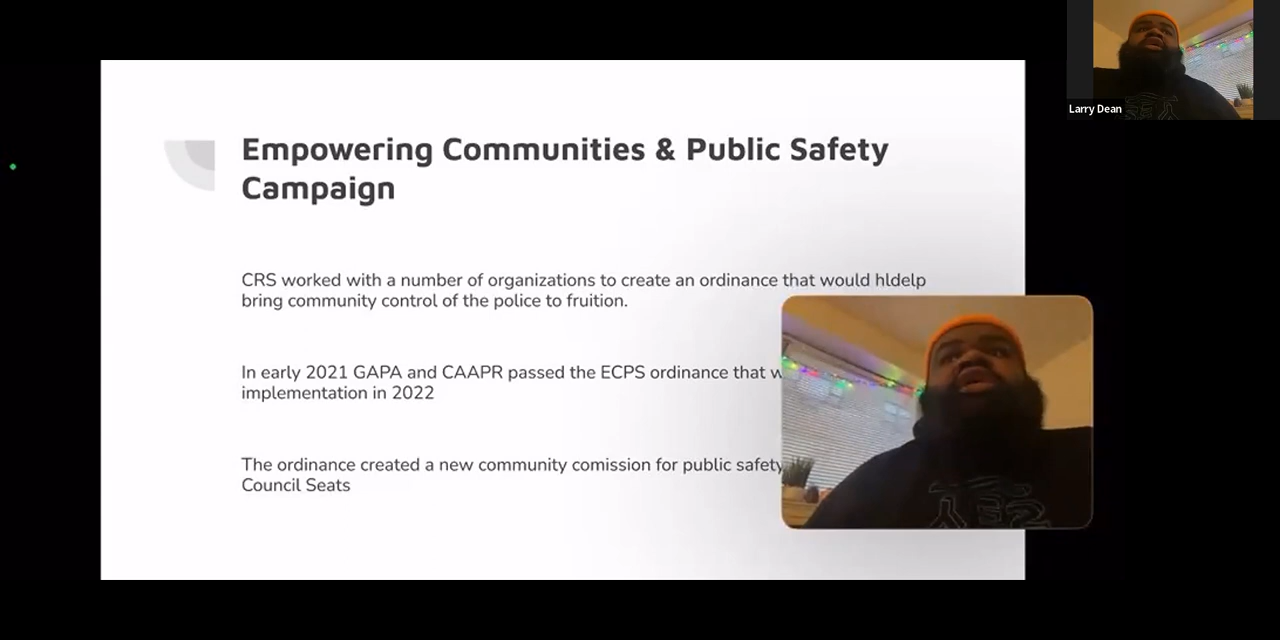 Empowering Communities & Public Safety
Campaign
CRS worked with a number of organizations to create an ordinance that would hldelp
bring community control of the police to fruition.
In early 2021 GAPA and CAAPR passed the ECPS ordinance that
implementation in 2022
The ordinance created a new community comission for public safety
Council Seats
Larry Dean